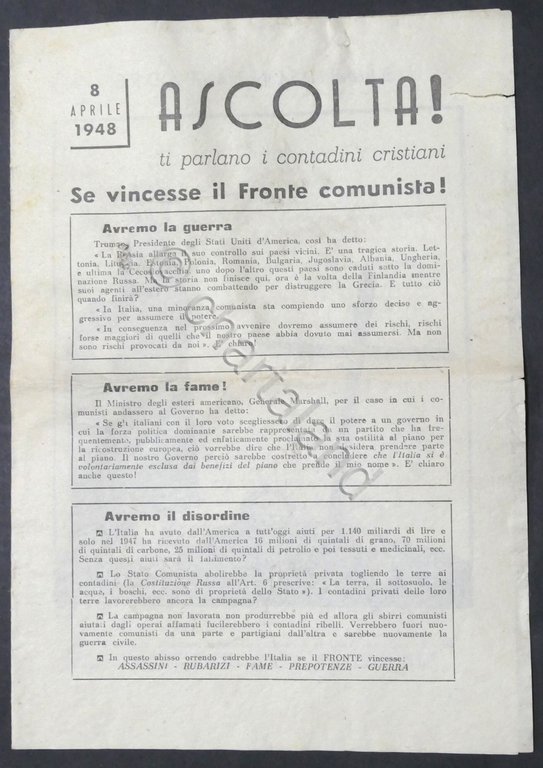 8
APRILE
1948
ASCOLTA!
ti parlano i contadini cristiani
Se vincesse il Fronte comunista!
Avremo la guerra
Truman Presidente degli Stati Uniti d'America, così ha detto:
« La Russia allarga il suo controllo sui paesi vicini. E' una tragica storia. Let-
tonia, Lituania, Estonia, Polonia, Romania, Bulgaria, Jugoslavia, Albania, Ungheria,
e ultima la Cecoslovacchia: uno dopo l'altro questi paesi sono caduti sotto la domi-
nazione Russa. Ma la storia non finisce qui, ora è la volta della Finlandia mentre
suoi agenti all'estero stanno combattendo per distruggere la Grecia. E tutto ciò
quando finirà?
« In Italia, una minoranza comunista sta compiendo uno sforzo deciso e ag-
gressivo per assumere il potere.
« In conseguenza nel prossimo avvenire dovremo assumere dei rischi, rischi
forse maggiori di quelli che il nostro paese abbia dovuto mai assumersi. Ma non
sono rischi provocati da noi ». E' chiaro
Avremo la fame!
Il Ministro degli esteri americano, Generale Marshall, per il caso in cui i co-
munisti andassero al Governo ha detto:
« Se gli italiani con il loro voto scegliessero di dare il potere a un governo in
cui la forza politica dominante sarebbe rappresentata da un partito che ha fre-
quentemente, pubblicamente ed enfaticamente proclamato la sua ostilità al piano per
la ricostruzione europea, ciò vorrebbe dire che l'Italia non desidera prendere parte
al piano. Il nostro Governo perciò sarebbe costretto a concludere che l'Italia si è
volontariamente esclusa dai benefizi del piano che prende il mio nome ». E' chiaro
anche questo!
Avremo il disordine
L'Italia ha avuto dall'America a tutt'oggi aiuti per 1.140 miliardi di lire e
solo nel 1947 ha ricevuto dall'America 16 milioni di quintali di grano, 70 milioni
di quintali di carbone, 25 milioni di quintali di petrolio e poi tessuti e medicinali, ecc.
Senza questi aiuti sarà il fallimento?
Lo Stato Comunista abolirebbe la proprietà privata togliendo le terre ai
contadini (la Costituzione Russa all'Art. 6 prescrive: « La terra, il sottosuolo, le
acque, i boschi, ecc. sono di proprietà dello Stato »). I contadini privati delle loro
terre lavorerebbero ancora la campagna?
La campagna non lavorata non produrrebbe più ed allora gli sbirri comunisti
aiutati dagli operai affamati fucilerebbero i contadini ribelli. Verrebbero fuori nuo-
vamente comunisti da una parte e partigiani dall'altra e sarebbe nuovamente la
guerra civile.
In questo abisso orrendo cadrebbe l'Italia se il FRONTE vincesse:
ASSASSINI - RUBARIZI - FAME - PREPOTENZE - GUERRA
© chartaland